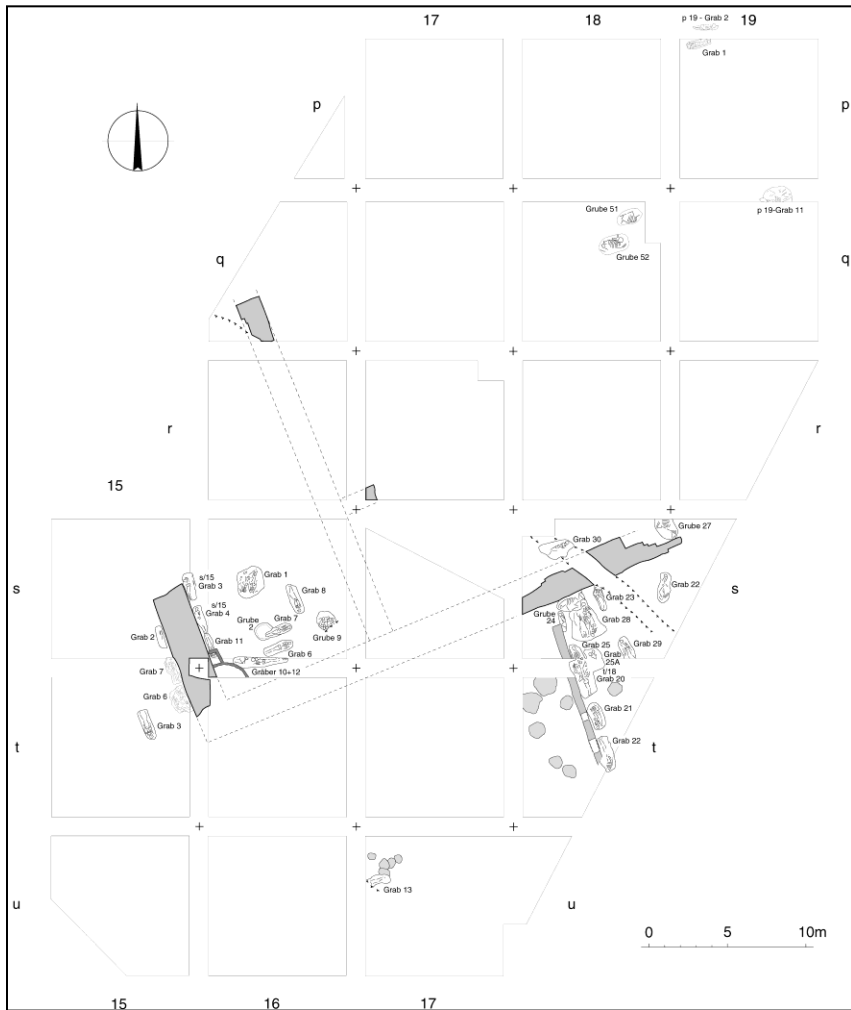 p 19 - Grab 2
17
18
19
Grab 1
p
p
p 19-Grab 11
Grube 51
Grube 52
q
q
r
r
15
s
s
s/15
Grab 3
Grab 1
Grab 8
s/15
Grab 4
Grab 2
Grube
2
Grab 7
Grube 9
Grab 11
Grab 6
Gräber 10+12
Grab 7
Grab 6
Grab 3
Grab 30
Grube 27
Grab 22
Grab 23
Grube
24
Grab 28
Grab 25
Grab
25A
Grab 29
t/18
Grab 20
Grab 21
Grab 22
t
t
Grab 13
u
u
0
5
10m
15
16
17